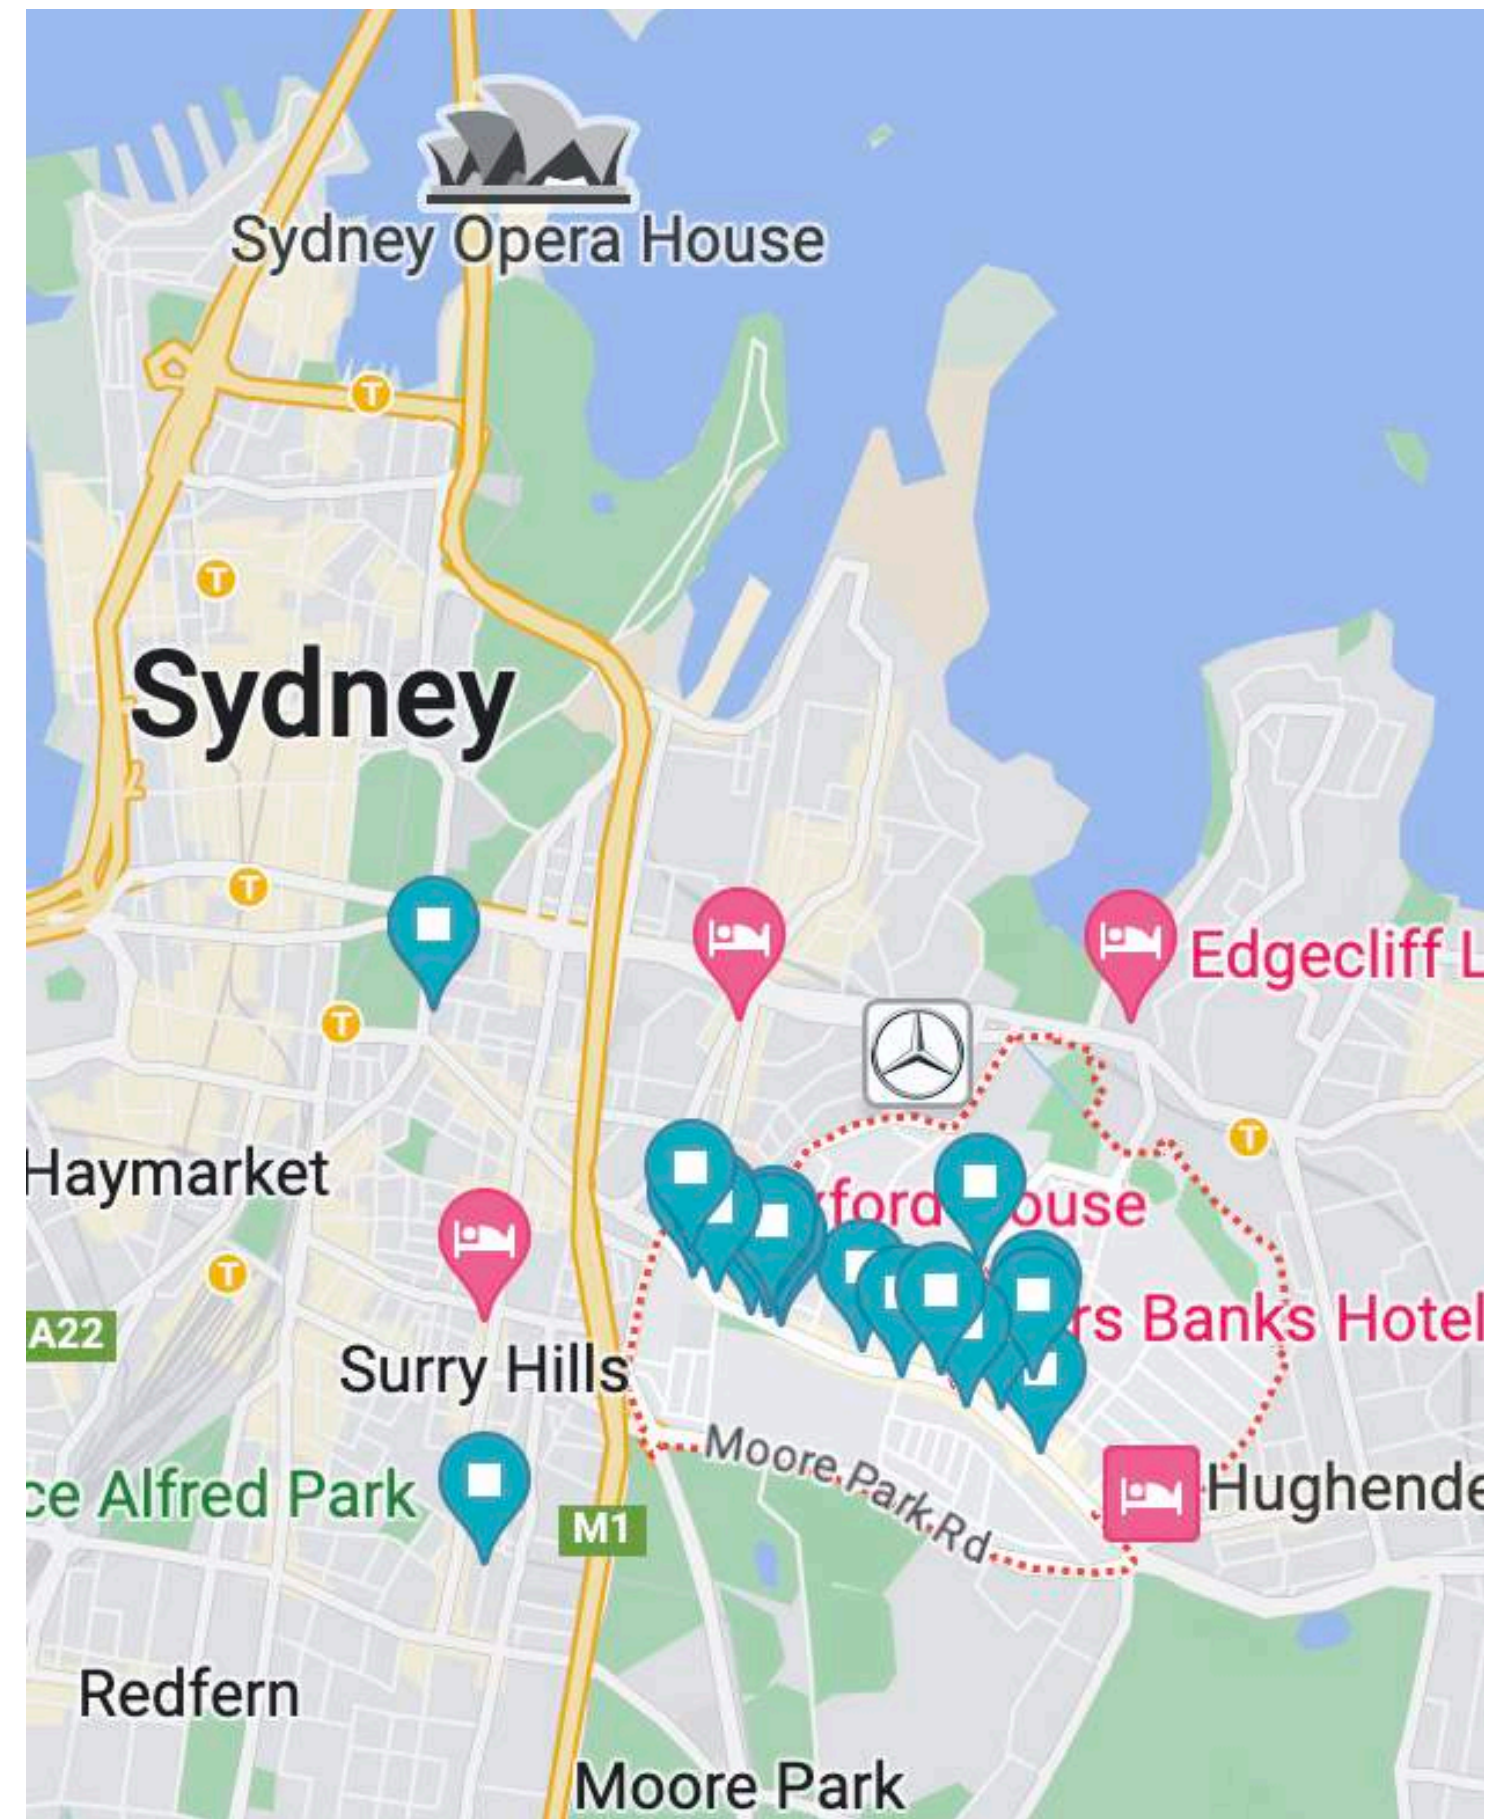 Sydney Opera House
T
T
Sydney
T
Edgecliff L
T
T
Haymarket
ford ouse
T
rs Banks Hotel
A22
Surry Hills
Moore Park Rd
ce Alfred Park
Hughende
M1
Redfern
Moore Park